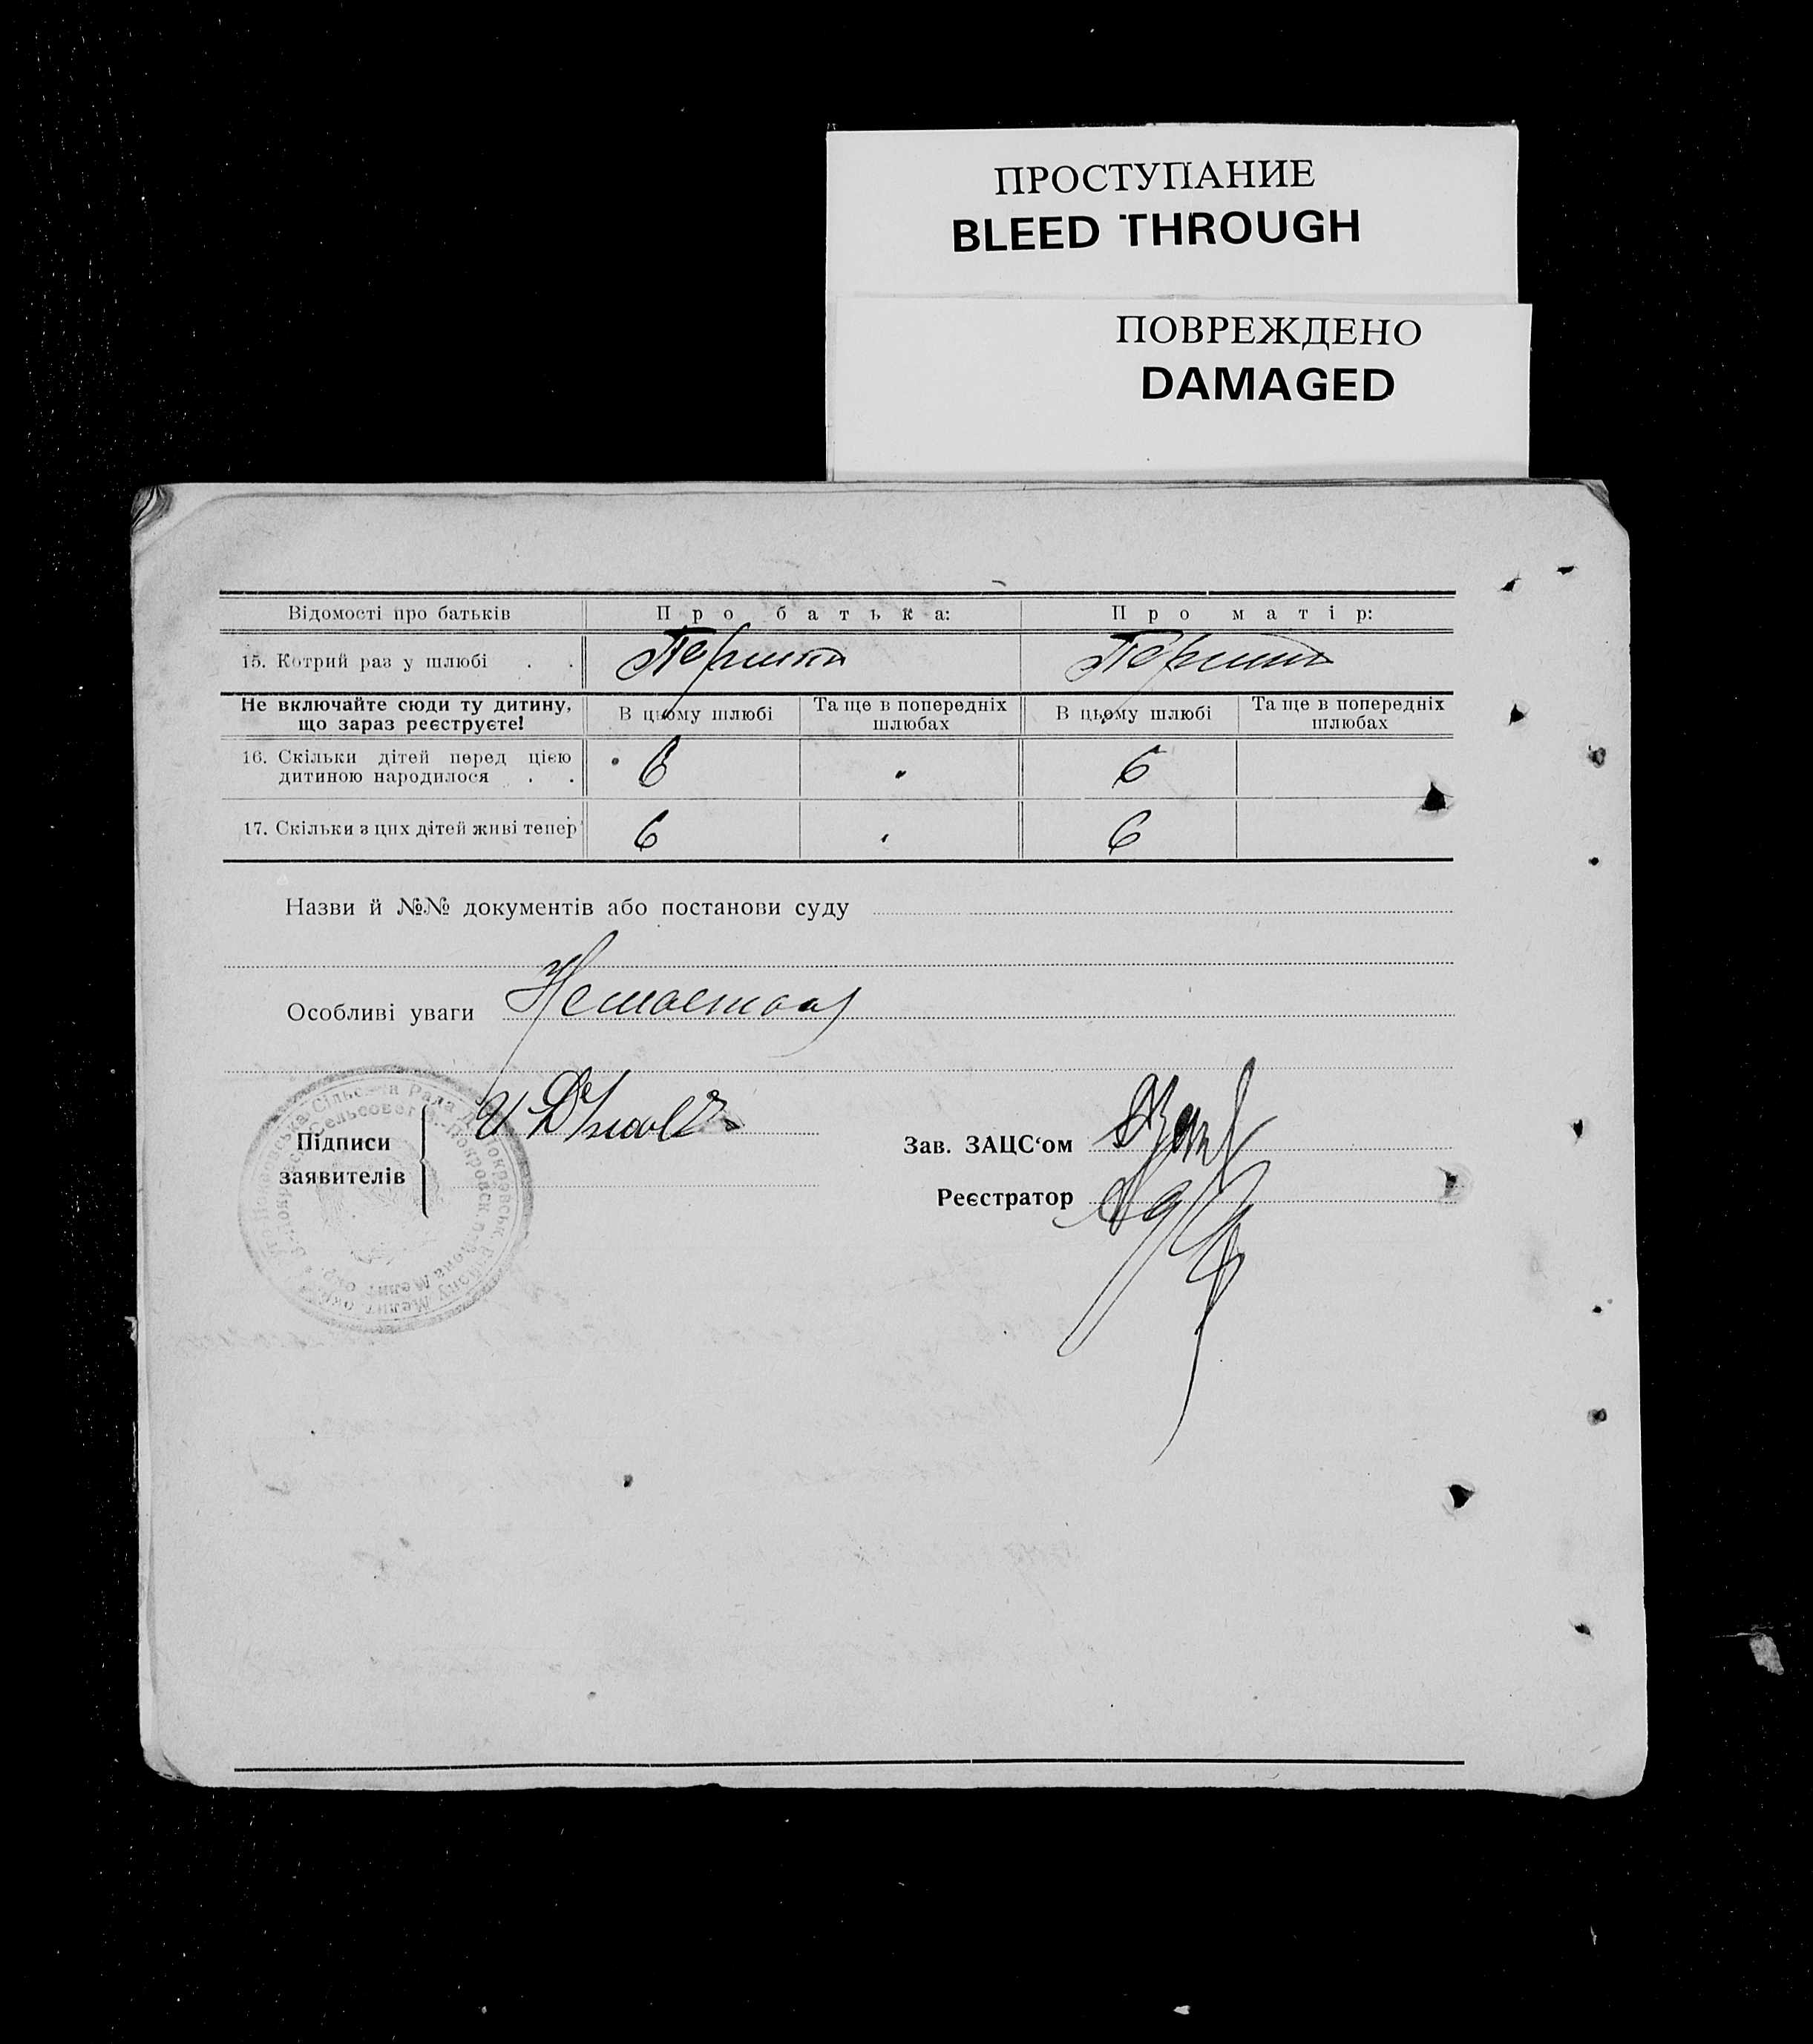 ПРОСТУПАНИЕ
BLEED THROUGH
ПОВРЕЖДЕНО
DAMAGED
Відомості про батьків Про батька: Про матір:
15. Котрий раз у шлюбі . .
Не включайте сюди ту дитину, що зараз реєструєте! В цьому шлюбі Та ще в попередніх шлюбах В цьому шлюбі Та ще в попередніх шлюбах
16. Скільки дітей перед цією дитиною народилося . . 6 6
17. Скільки з цих дітей живі тепер 6 6
Назви й №№ документів або постанови суду
Особливі уваги
Підписи заявителів
Зав. ЗАЦС‘ом
Реєстратор